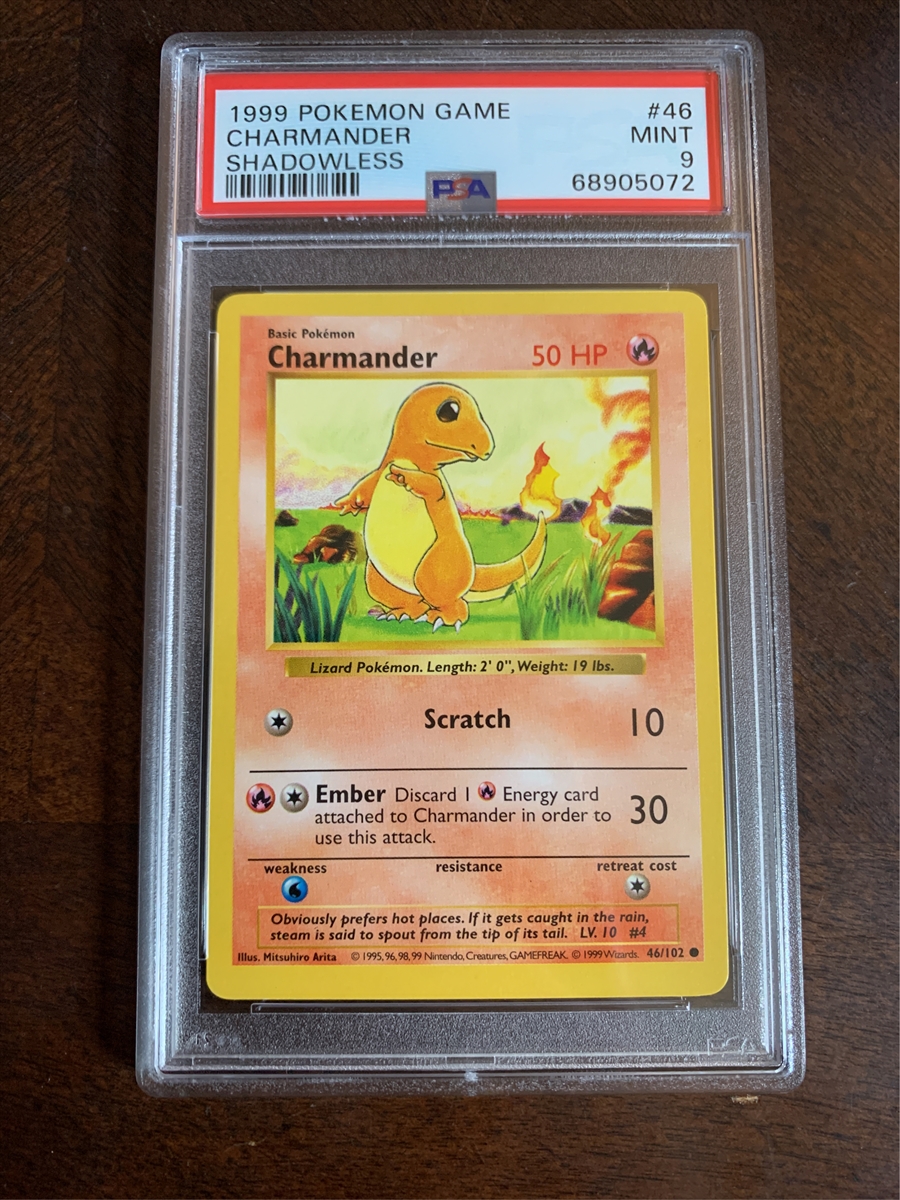 1999 POKEMON GAME #46
CHARMANDER MINT
SHADOWLESS 9
PSA 68905072
Basic Pokémon
Charmander 50 HP
Lizard Pokémon. Length: 2' 0", Weight: 19 lbs.
Scratch 10
Ember Discard 1 Energy card
attached to Charmander in order to
use this attack.
30
weakness resistance retreat cost
Obviously prefers hot places. If it gets caught in the rain,
steam is said to spout from the tip of its tail. LV. 10 #4
Illus. Mitsuhiro Arita © 1995, 96, 98, 99 Nintendo, Creatures, GAMEFREAK. © 1999 Wizards. 46/102